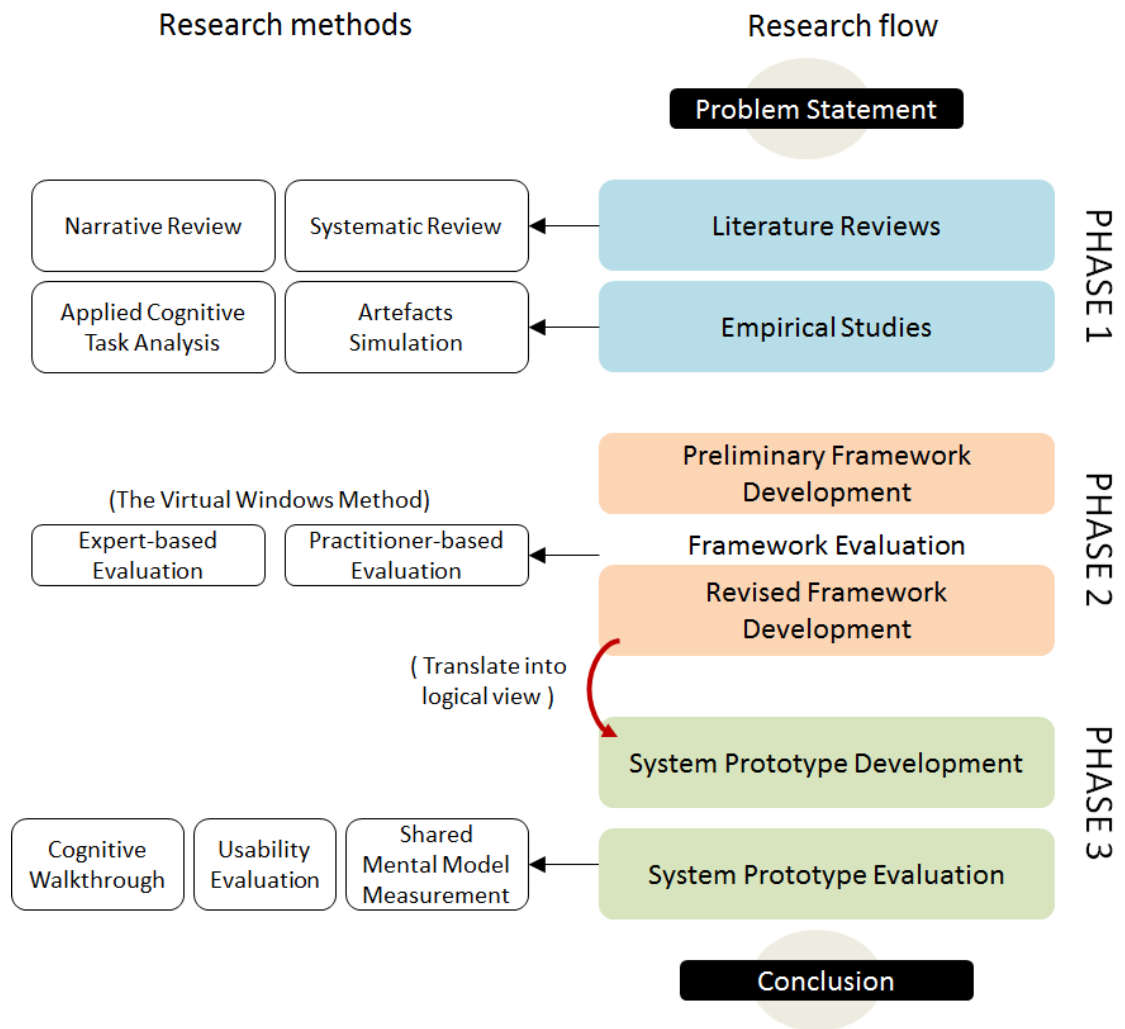 Research methods
Research flow
Problem Statement
Narrative Review
Systematic Review
Literature Reviews
Applied Cognitive
Task Analysis
Artefacts
Simulation
Empirical Studies
PHASE 1
Preliminary Framework
Development
(The Virtual Windows Method)
Expert-based
Evaluation
Practitioner-based
Evaluation
Framework Evaluation
Revised Framework
Development
PHASE 2
( Translate into
logical view )
System Prototype Development
Cognitive
Walkthrough
Usability
Evaluation
Shared
Mental Model
Measurement
System Prototype Evaluation
PHASE 3
Conclusion